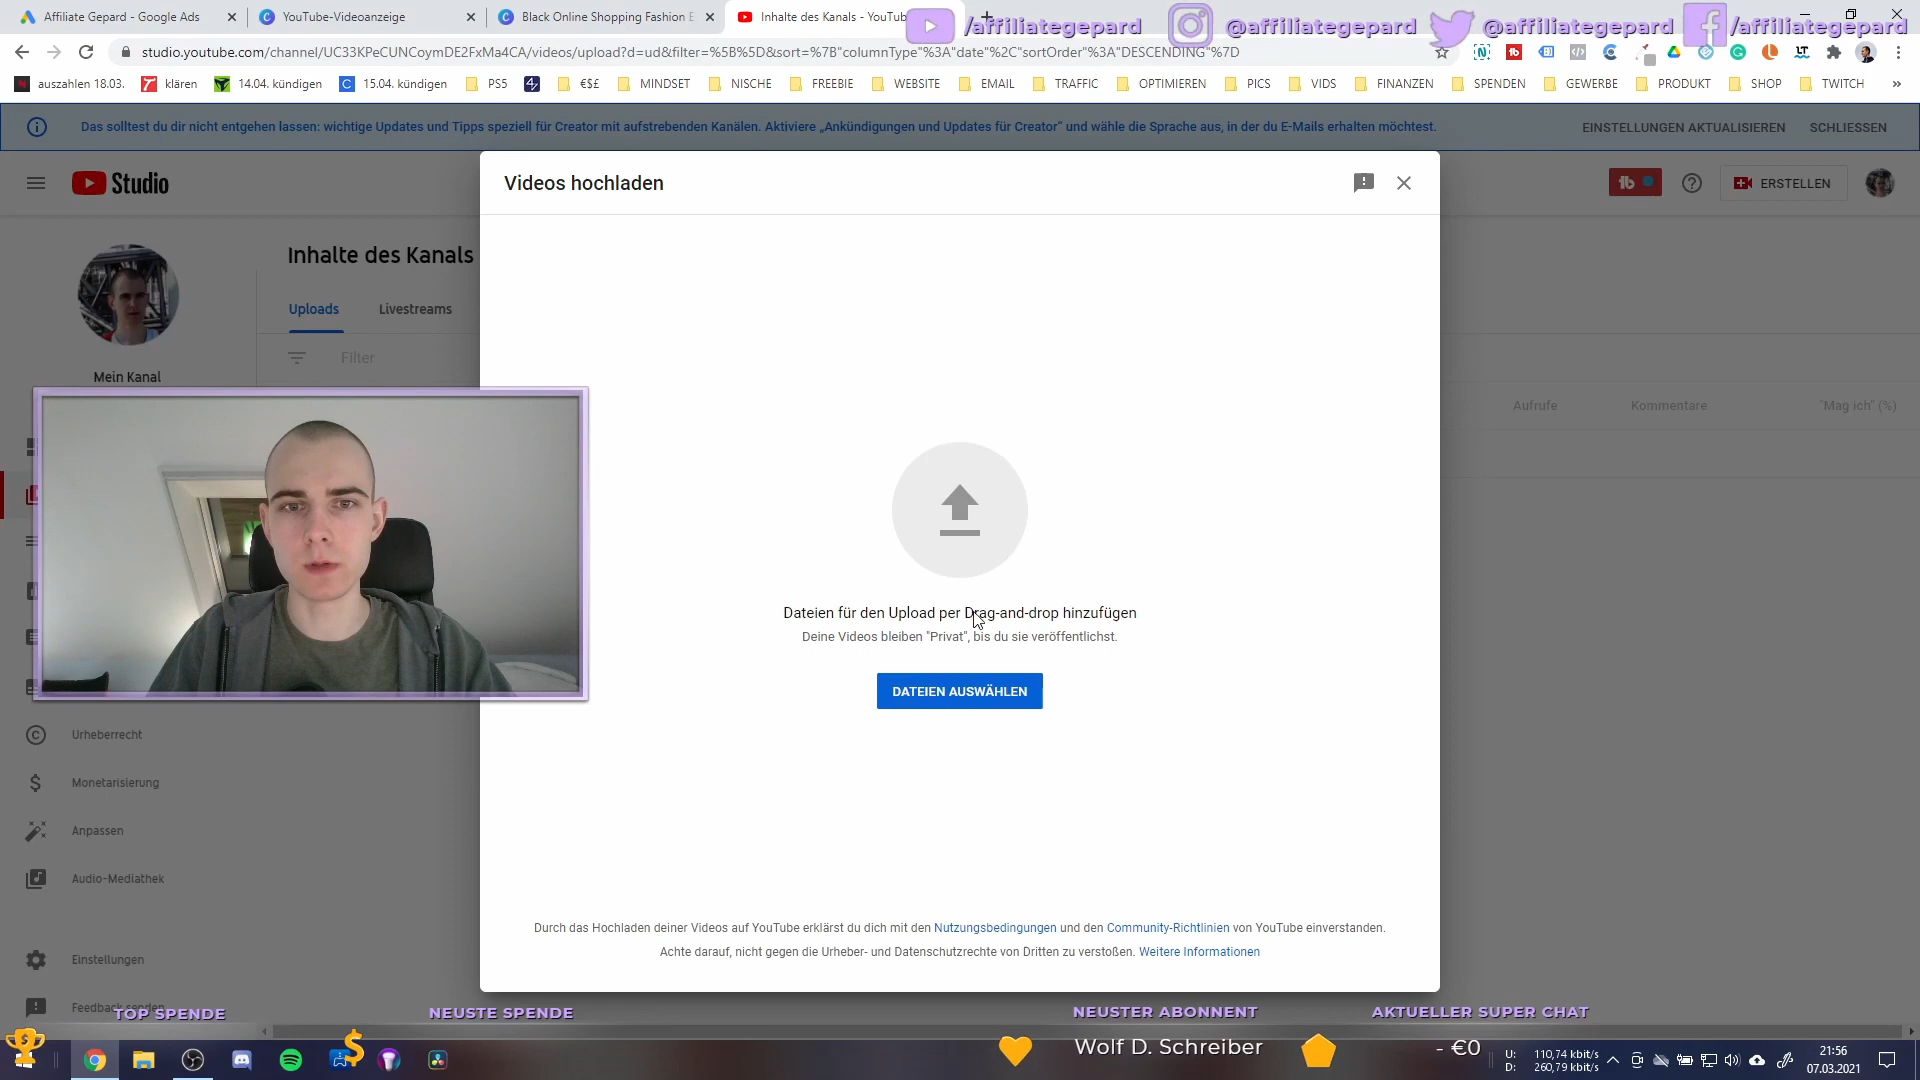 Affiliate Gepard - Google Ads
YouTube-Videoanzeige
Black Online Shopping Fashion
Inhalte des Kanals - YouTu
/affiliategepard
@affiliategepard
@affiliategepard
/affiliategepard
studio.youtube.com/channel/UC33KPeCUNCoymDE2FxMa4CA/videos/upload?d=ud&filter=%5B%5D&sort=%7B"columnType"%3A"date"%2C"sortOrder"%3A"DESCENDING"%7D
auszahlen 18.03.
klären
14.04. kündigen
15.04. kündigen
PS5
€$£
MINDSET
NISCHE
FREEBIE
WEBSITE
EMAIL
TRAFFIC
OPTIMIEREN
PICS
VIDS
FINANZEN
SPENDEN
GEWERBE
PRODUKT
SHOP
TWITCH
»
Das solltest du dir nicht entgehen lassen: wichtige Updates und Tipps speziell für Creator mit aufstrebenden Kanälen. Aktiviere „Ankündigungen und Updates für Creator" und wähle die Sprache aus, in der du E-Mails erhalten möchtest.
EINSTELLUNGEN AKTUALISIEREN
SCHLIESSEN
Studio
Videos hochladen
ERSTELLEN
Inhalte des Kanals
Uploads
Livestreams
Filter
Mein Kanal
Aufrufe
Kommentare
"Mag ich" (%)
Dateien für den Upload per Drag-and-drop hinzufügen
Deine Videos bleiben "Privat", bis du sie veröffentlichst.
DATEIEN AUSWÄHLEN
Urheberrecht
Monetarisierung
Anpassen
Audio-Mediathek
Einstellungen
Feedback senden
Durch das Hochladen deiner Videos auf YouTube erklärst du dich mit den Nutzungsbedingungen und den Community-Richtlinien von YouTube einverstanden.
Achte darauf, nicht gegen die Urheber- und Datenschutzrechte von Dritten zu verstoßen. Weitere Informationen
TOP SPENDE
NEUSTE SPENDE
NEUSTER ABONNENT
AKTUELLER SUPER CHAT
Wolf D. Schreiber
- €0
U: 110,74 kbit/s
D: 260,79 kbit/s
21:56
07.03.2021